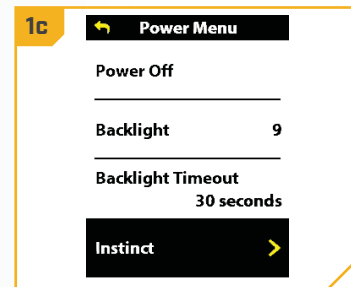 1c
Power Menu
Power Off
Backlight 9
Backlight Timeout
30 seconds
Instinct